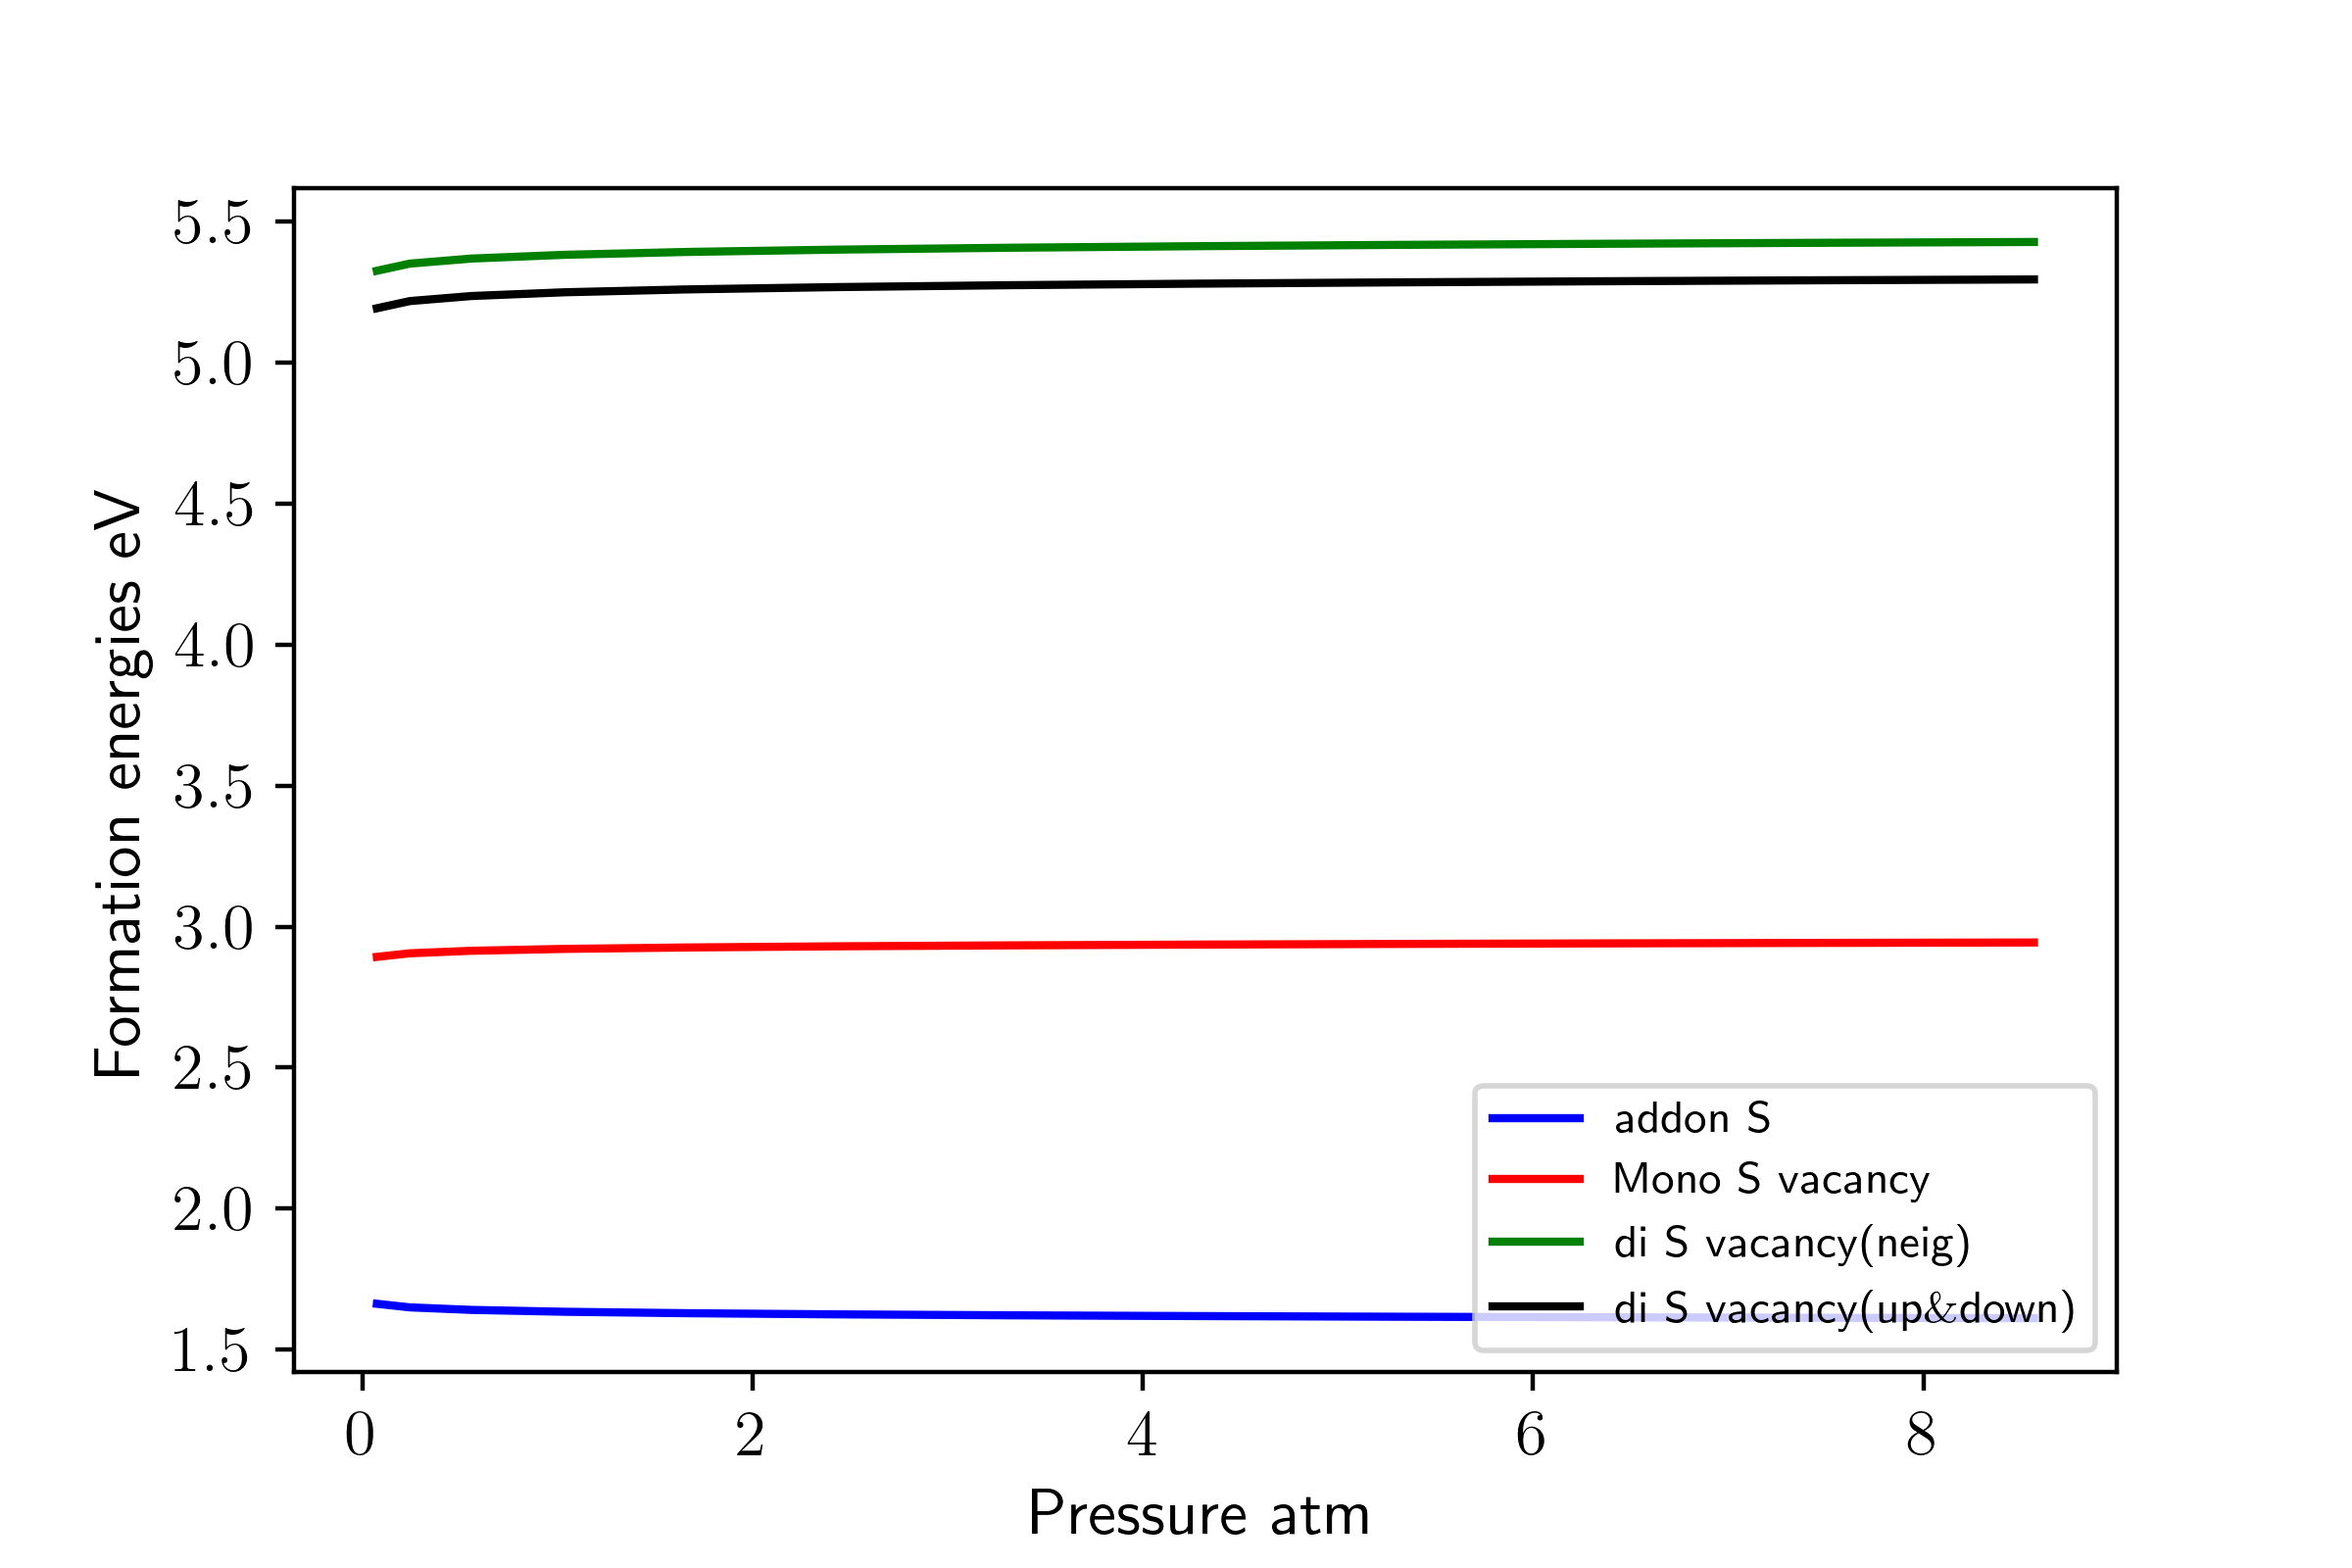 5.5
5.0
4.5
4.0
3.5
3.0
2.5
2.0
1.5
Formation energies eV
addon S
Mono S vacancy
di S vacancy(neig)
di S vacancy(up&down)
0 2 4 6 8
Pressure atm